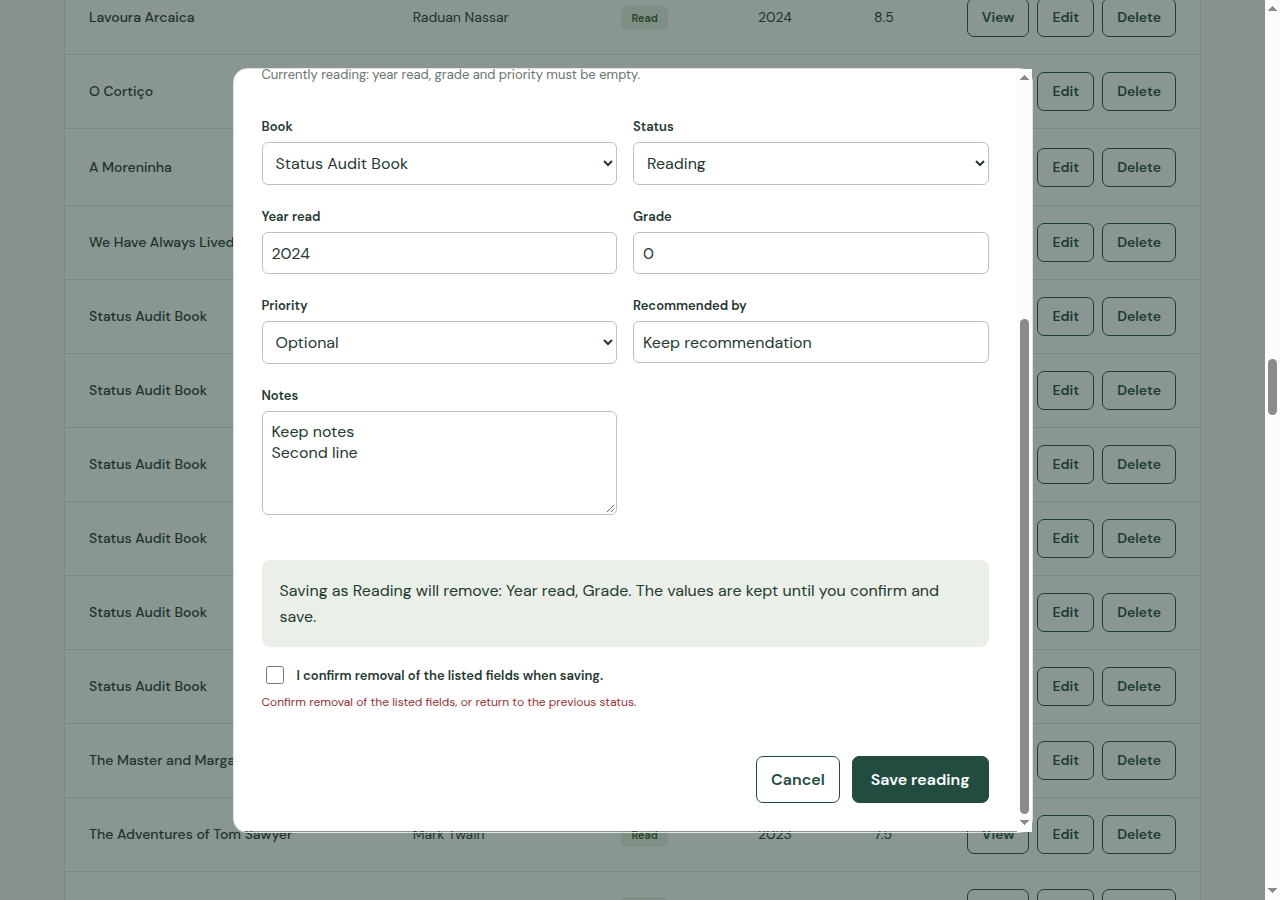 Lavoura Arcaica Raduan Nassar Read 2024 8.5 View Edit Delete
Currently reading: year read, grade and priority must be empty.
O Cortiço Edit Delete
Book Status
Status Audit Book Reading
A Moreninha Edit Delete
Year read Grade
2024 0
We Have Always Lived Edit Delete
Priority Recommended by
Status Audit Book Edit Delete
Optional Keep recommendation
Status Audit Book Edit Delete
Notes
Keep notes
Second line
Status Audit Book Edit Delete
Status Audit Book Edit Delete
Saving as Reading will remove: Year read, Grade. The values are kept until you confirm and
save.
Status Audit Book Edit Delete
I confirm removal of the listed fields when saving.
Status Audit Book Edit Delete
Confirm removal of the listed fields, or return to the previous status.
The Master and Marga Edit Delete
Cancel Save reading
The Adventures of Tom Sawyer Mark Twain Read 2023 7.5 View Edit Delete